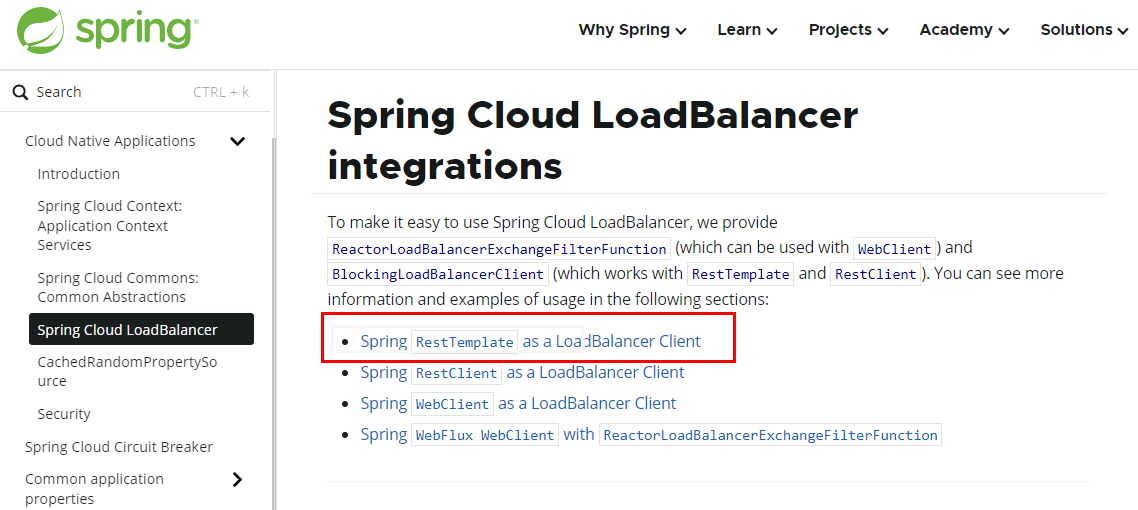 spring
Why Spring Learn Projects Academy Solutions
Search CTRL + k
Cloud Native Applications
Introduction
Spring Cloud Context:
Application Context
Services
Spring Cloud Commons:
Common Abstractions
Spring Cloud LoadBalancer
CachedRandomPropertySo
urce
Security
Spring Cloud Circuit Breaker
Common application
properties
Spring Cloud LoadBalancer
integrations
To make it easy to use Spring Cloud LoadBalancer, we provide
ReactorLoadBalancerExchangeFilterFunction (which can be used with WebClient) and
BlockingLoadBalancerClient (which works with RestTemplate and RestClient). You can see more
information and examples of usage in the following sections:
• Spring RestTemplate as a LoadBalancer Client
• Spring RestClient as a LoadBalancer Client
• Spring WebClient as a LoadBalancer Client
• Spring WebFlux WebClient with ReactorLoadBalancerExchangeFilterFunction